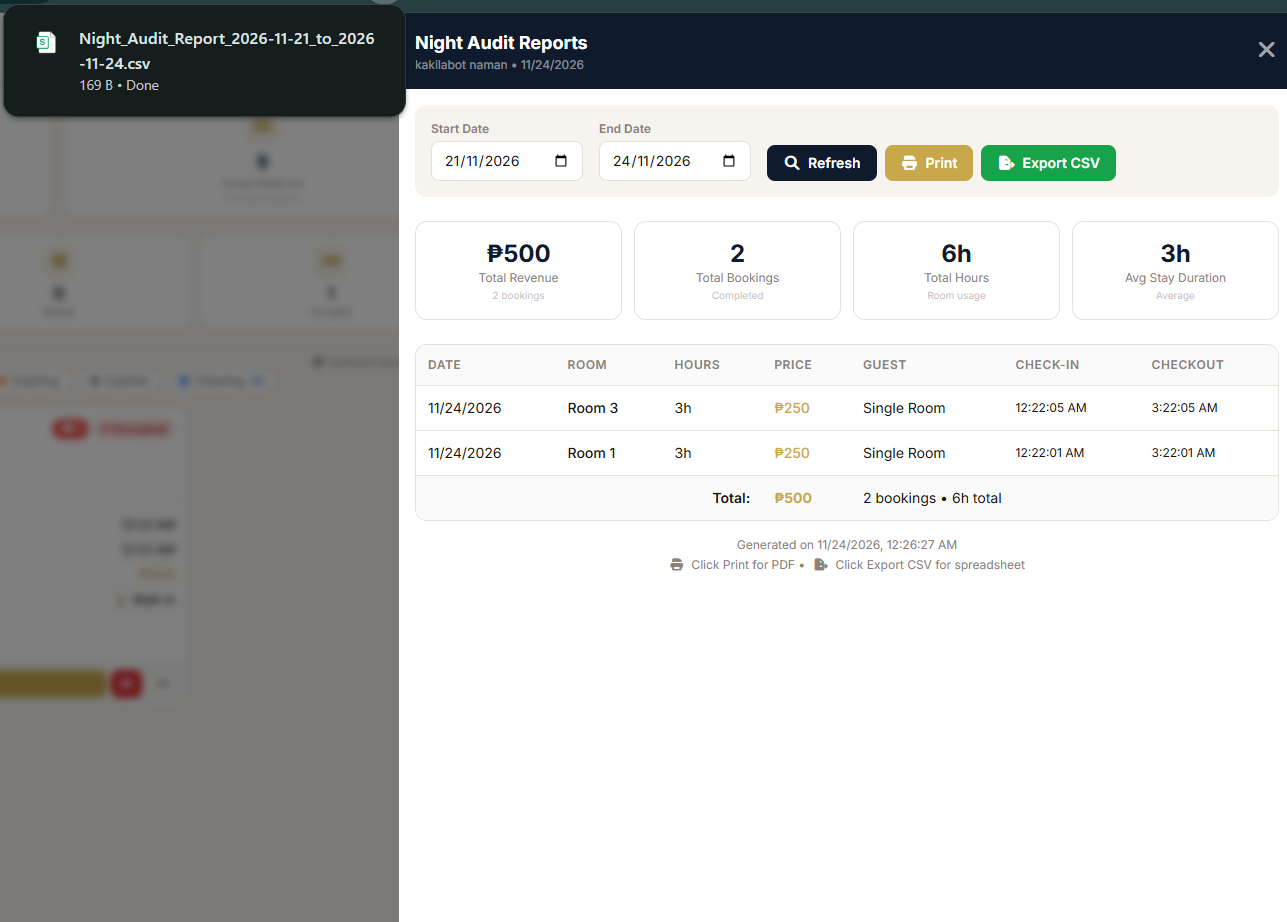 Night_Audit_Report_2026-11-21_to_2026
-11-24.csv
169 B • Done
Night Audit Reports
kakilabot naman • 11/24/2026
Start Date
End Date
21/11/2026
24/11/2026
Refresh
Print
Export CSV
₱500
Total Revenue
2 bookings
2
Total Bookings
Completed
6h
Total Hours
Room usage
3h
Avg Stay Duration
Average
DATE ROOM HOURS PRICE GUEST CHECK-IN CHECKOUT
11/24/2026 Room 3 3h ₱250 Single Room 12:22:05 AM 3:22:05 AM
11/24/2026 Room 1 3h ₱250 Single Room 12:22:01 AM 3:22:01 AM
Total: ₱500 2 bookings • 6h total
Generated on 11/24/2026, 12:26:27 AM
Click Print for PDF • Click Export CSV for spreadsheet